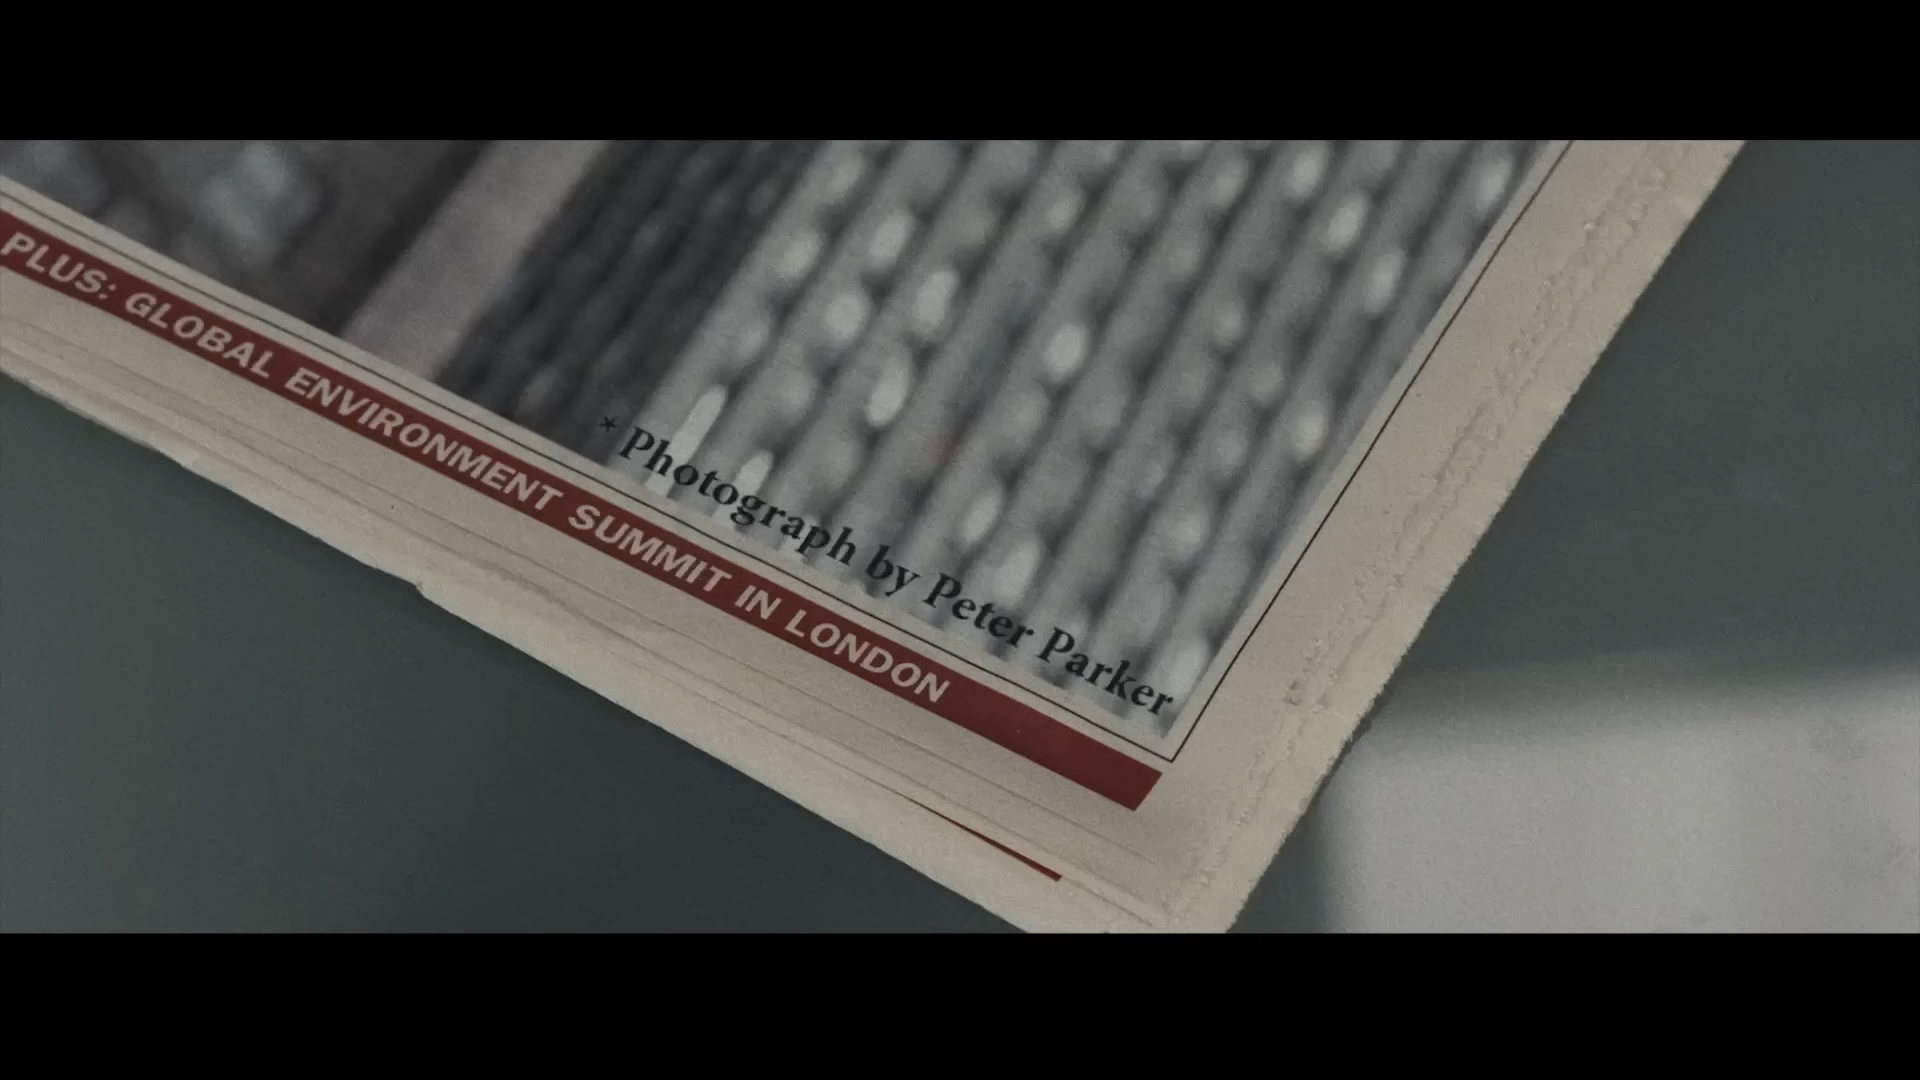 * Photograph by Peter Parker
PLUS: GLOBAL ENVIRONMENT SUMMIT IN LONDON